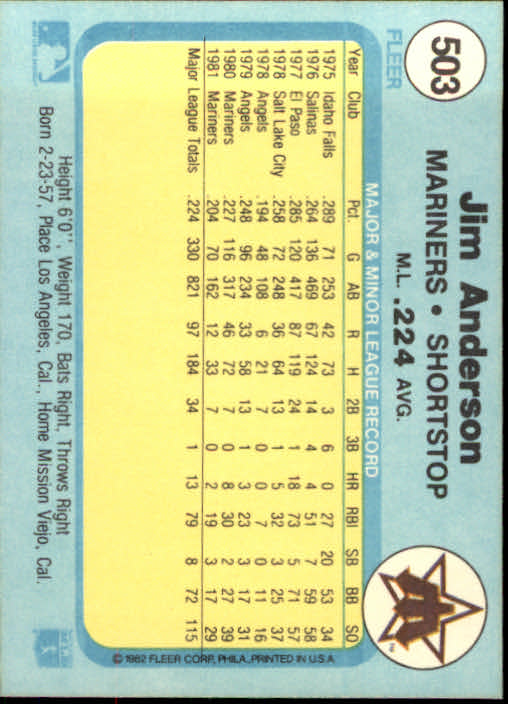 503
FLEER
Jim Anderson
MARINERS • SHORTSTOP
M.L. .224 AVG.
MAJOR & MINOR LEAGUE RECORD
Year Club Pct. G AB R H 2B 3B HR RBI SB BB SO
1975 Idaho Falls .289 71 253 42 73 3 6 0 27 20 53 34
1976 Salinas .264 136 469 67 124 14 4 4 51 7 59 58
1977 El Paso .285 120 417 87 119 24 1 18 73 5 71 57
1978 Salt Lake City .258 72 248 36 64 13 1 5 32 3 25 37
1978 Angels .194 48 108 6 21 7 0 0 7 0 11 16
1979 Angels .248 96 234 33 58 13 1 3 23 3 17 31
1980 Mariners .227 116 317 46 72 7 0 8 30 2 27 39
1981 Mariners .204 70 162 12 33 7 0 2 19 3 17 29
Major League Totals .224 330 821 97 184 34 1 13 79 8 72 115
© 1982 FLEER CORP. PHILA. PRINTED IN U.S.A.
Height 6'0'', Weight 170, Bats Right, Throws Right
Born 2-23-57, Place Los Angeles, Cal., Home Mission Viejo, Cal.